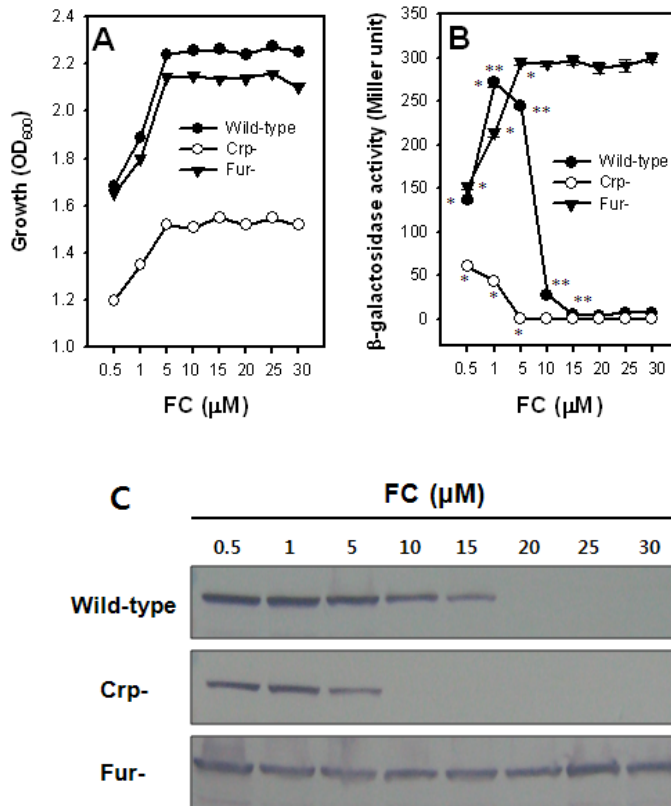 A
Growth (OD600)
2.4
2.2
2.0
1.8
1.6
1.4
1.2
1.0
Wild-type
Crp-
Fur-
0.5 1 5 10 15 20 25 30
FC (µM)
B
β-galactosidase activity (Miller unit)
350
300
250
200
150
100
50
0
* * * ** * * ** ** **
Wild-type
Crp-
Fur-
* * *
0.5 1 5 10 15 20 25 30
FC (µM)
C
FC (µM)
0.5 1 5 10 15 20 25 30
Wild-type
Crp-
Fur-